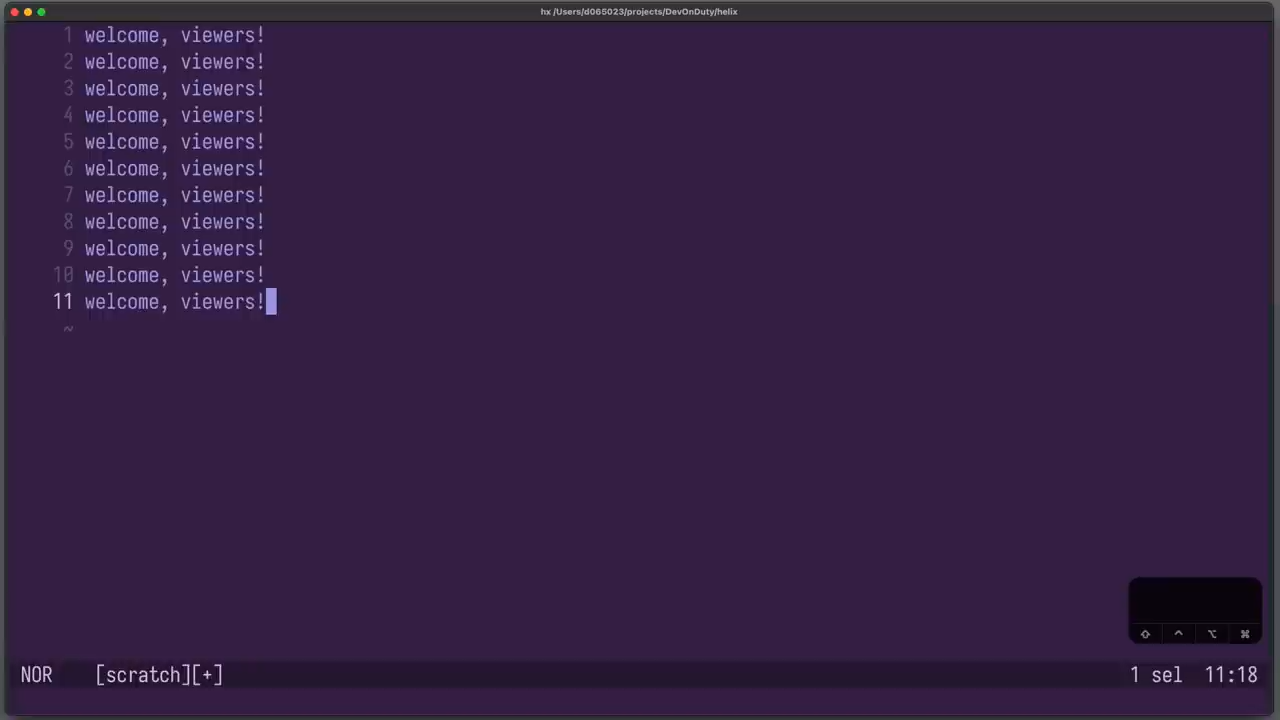 hx /Users/d065023/projects/DevOnDuty/helix
1 welcome, viewers!
2 welcome, viewers!
3 welcome, viewers!
4 welcome, viewers!
5 welcome, viewers!
6 welcome, viewers!
7 welcome, viewers!
8 welcome, viewers!
9 welcome, viewers!
10 welcome, viewers!
11 welcome, viewers!
~
NOR [scratch][+] 1 sel 11:18